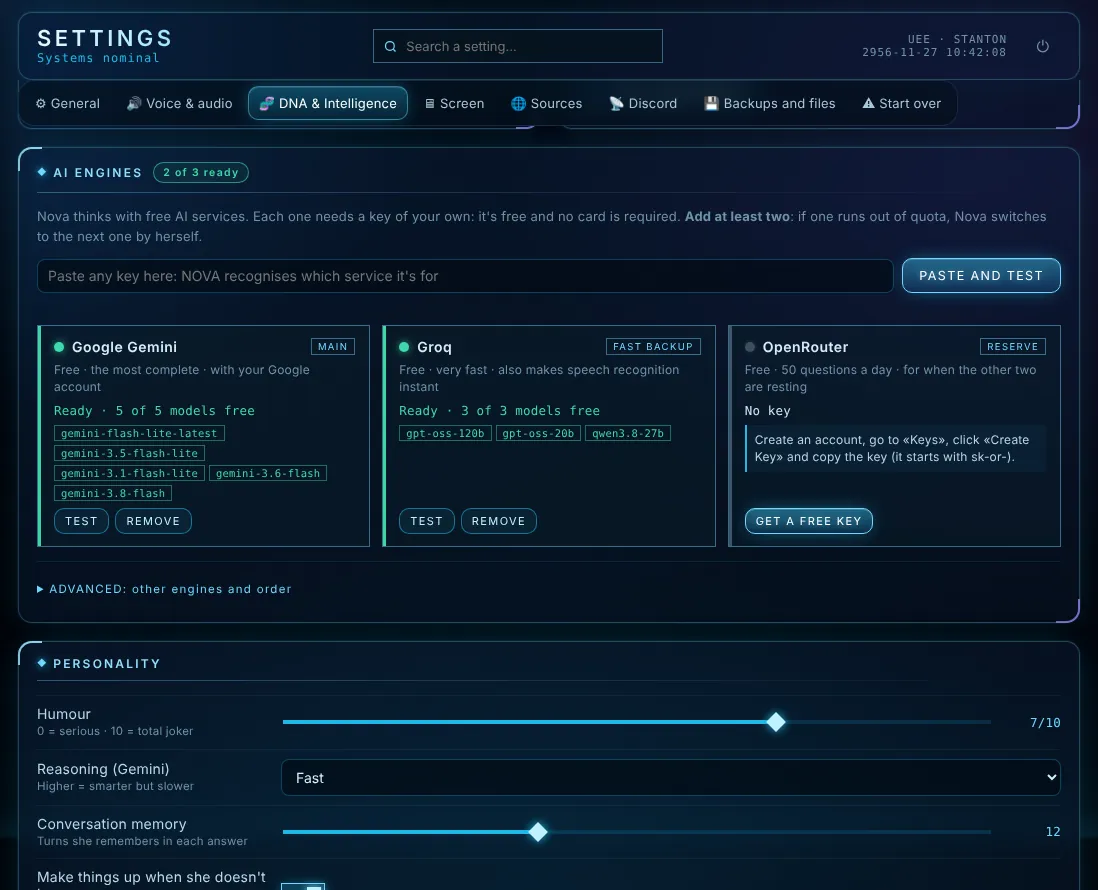 SETTINGS
Systems nominal
Search a setting...
UEE · STANTON
2956-11-27 10:42:08
General
Voice & audio
DNA & Intelligence
Screen
Sources
Discord
Backups and files
Start over
AI ENGINES
2 of 3 ready
Nova thinks with free AI services. Each one needs a key of your own: it's free and no card is required. Add at least two: if one runs out of quota, Nova switches
to the next one by herself.
Paste any key here: NOVA recognises which service it's for
PASTE AND TEST
Google Gemini
MAIN
Free · the most complete · with your Google
account
Ready · 5 of 5 models free
gemini-flash-lite-latest
gemini-3.5-flash-lite
gemini-3.1-flash-lite
gemini-3.6-flash
gemini-3.8-flash
TEST
REMOVE
Groq
FAST BACKUP
Free · very fast · also makes speech recognition
instant
Ready · 3 of 3 models free
gpt-oss-120b
gpt-oss-20b
qwen3.8-27b
TEST
REMOVE
OpenRouter
RESERVE
Free · 50 questions a day · for when the other two
are resting
No key
Create an account, go to «Keys», click «Create
Key» and copy the key (it starts with sk-or-).
GET A FREE KEY
ADVANCED: other engines and order
PERSONALITY
Humour
0 = serious · 10 = total joker
7/10
Reasoning (Gemini)
Higher = smarter but slower
Fast
Conversation memory
Turns she remembers in each answer
12
Make things up when she doesn't